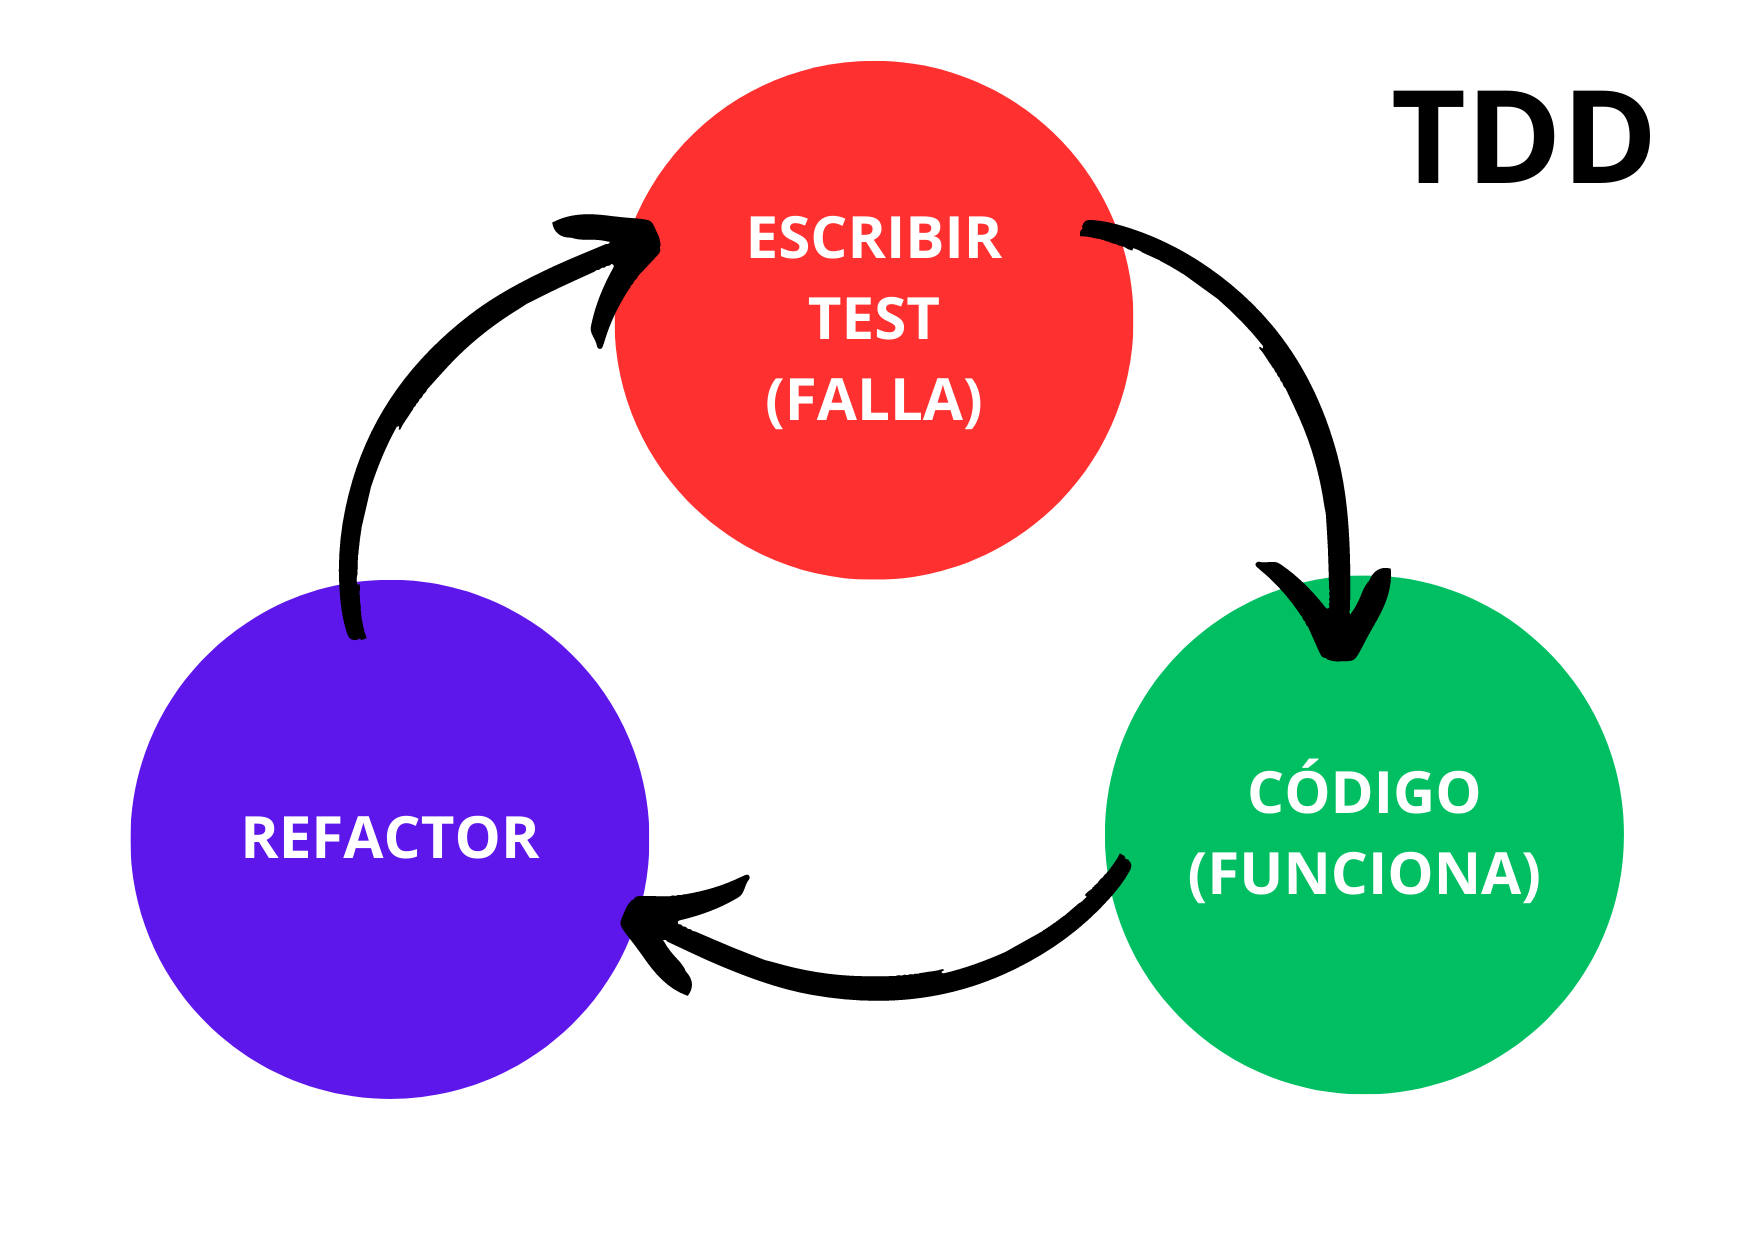 TDD
ESCRIBIR
TEST
(FALLA)
CÓDIGO
(FUNCIONA)
REFACTOR